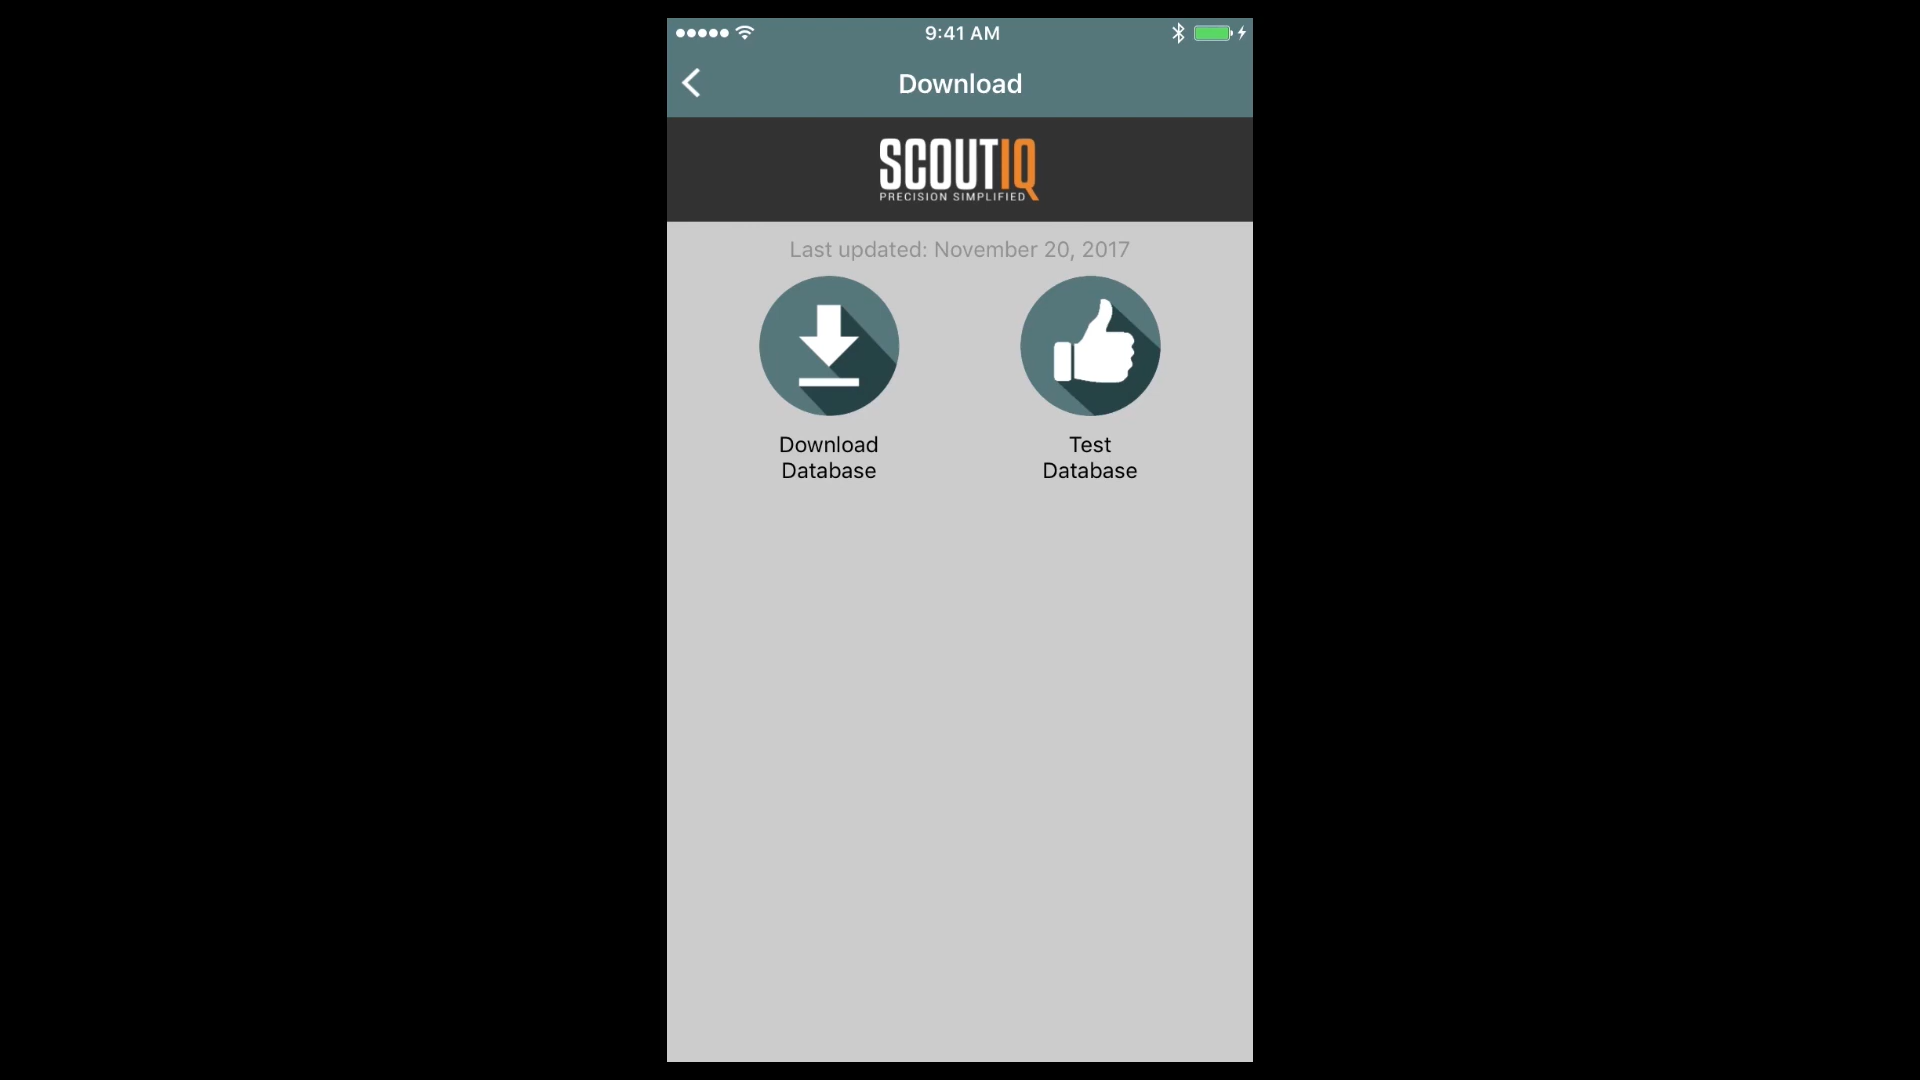 9:41 AM
Download
SCOUTIQ
PRECISION SIMPLIFIED
Last updated: November 20, 2017
Download
Database
Test
Database